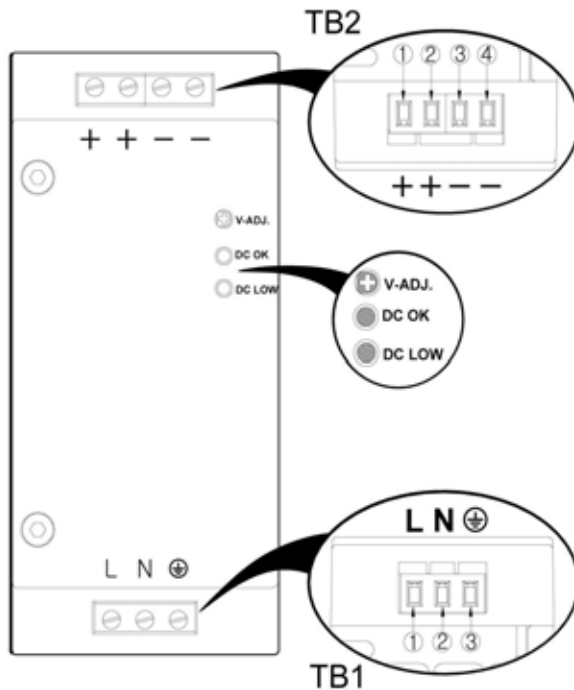 TB2
① ② ③ ④
+ + − −
+ + − −
V-ADJ.
DC OK
DC LOW
V-ADJ.
DC OK
DC LOW
L N ⏚
L N ⏚
① ② ③
TB1